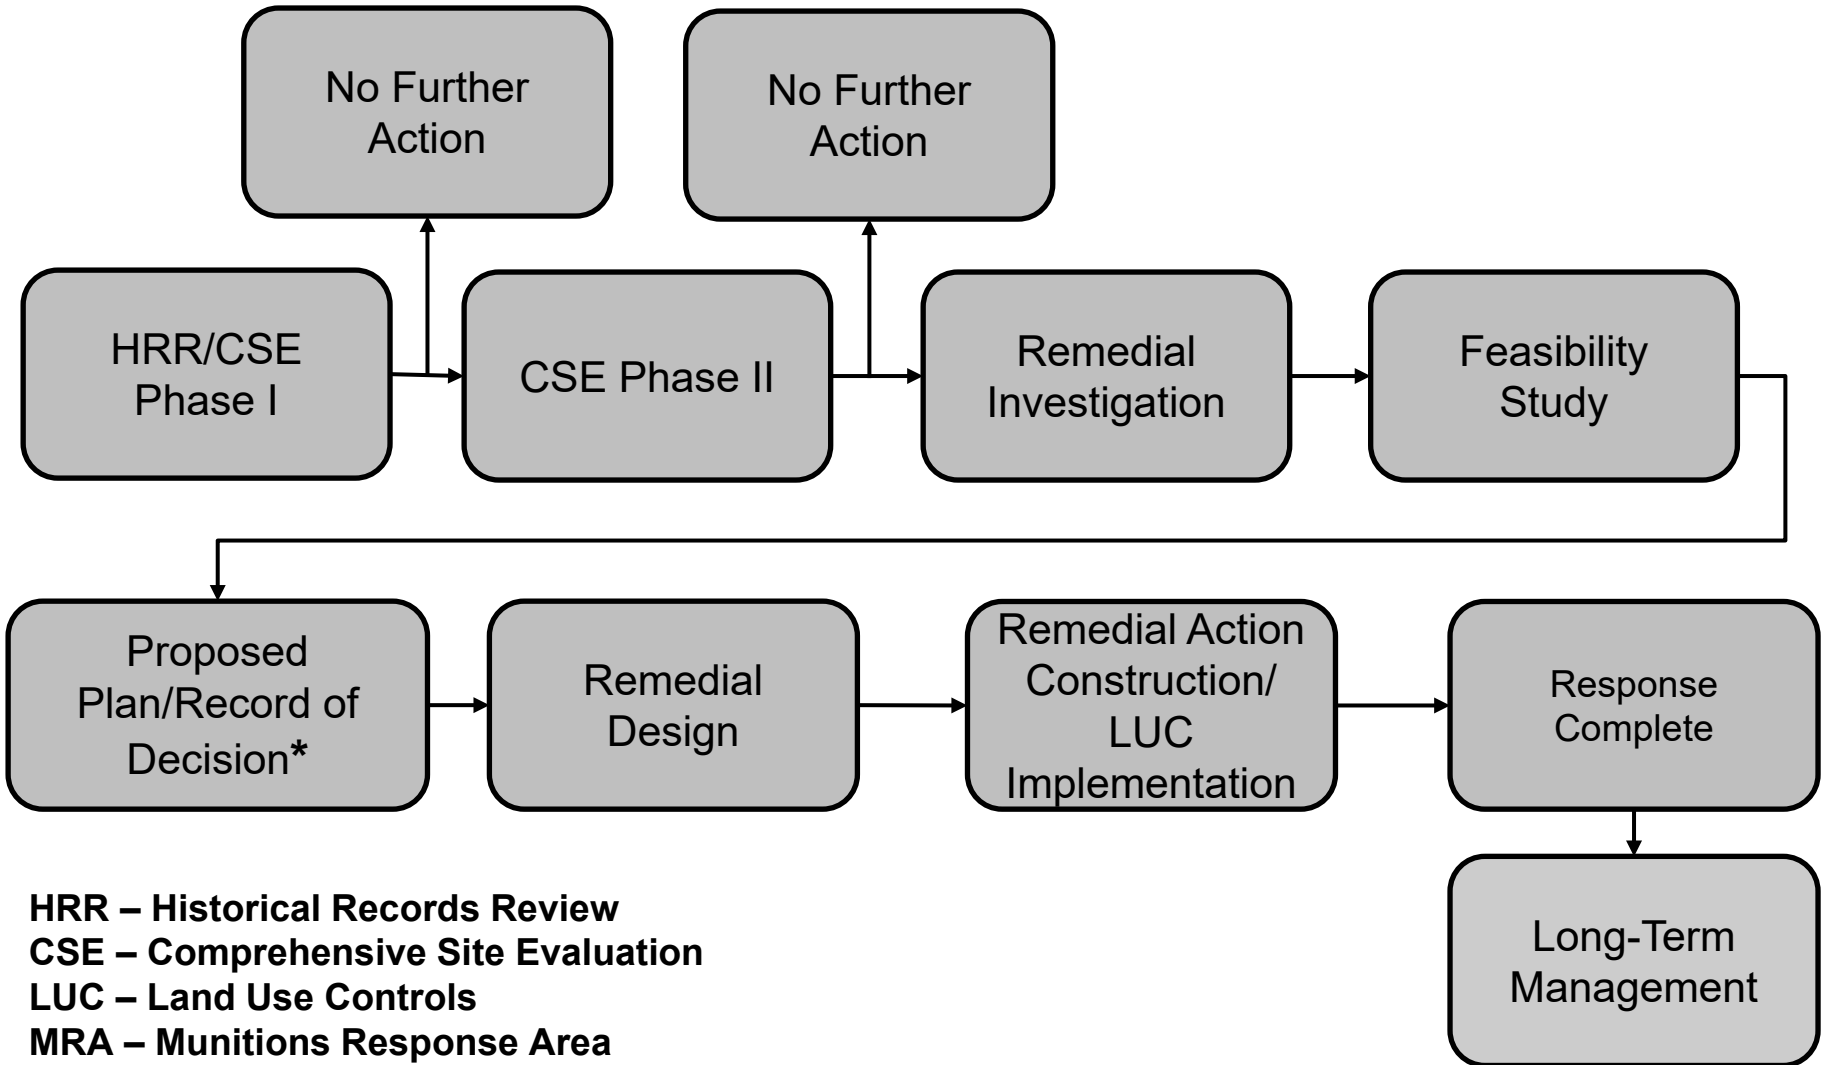 No Further
Action
No Further
Action
HRR/CSE
Phase I
CSE Phase II
Remedial
Investigation
Feasibility
Study
Proposed
Plan/Record of
Decision*
Remedial
Design
Remedial Action
Construction/
LUC
Implementation
Response
Complete
Long-Term
Management
HRR – Historical Records Review
CSE – Comprehensive Site Evaluation
LUC – Land Use Controls
MRA – Munitions Response Area